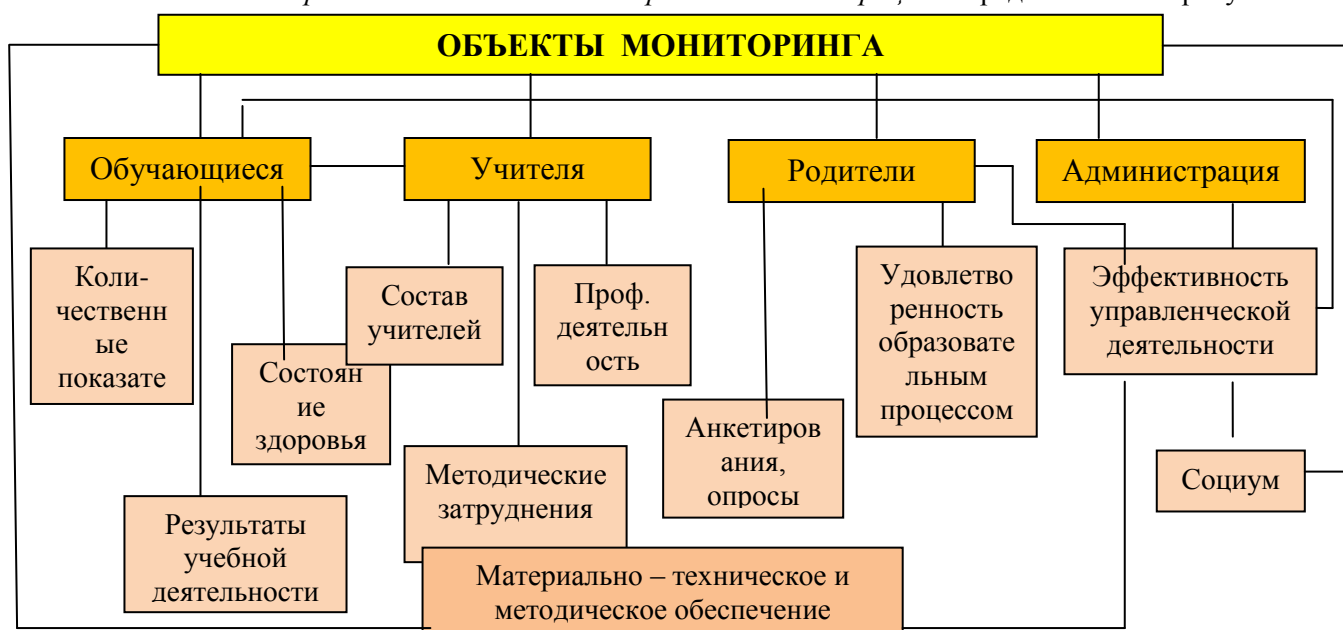 ОБЪЕКТЫ МОНИТОРИНГА
Обучающиеся
Учителя
Родители
Администрация
Коли-
чественн
ые
показате
Состоян
ие
здоровья
Результаты
учебной
деятельности
Состав
учителей
Проф.
деятельн
ость
Методические
затруднения
Анкетиров
ания,
опросы
Удовлетво
ренность
образовате
льным
процессом
Эффективность
управленческой
деятельности
Социум
Материально – техническое и
методическое обеспечение